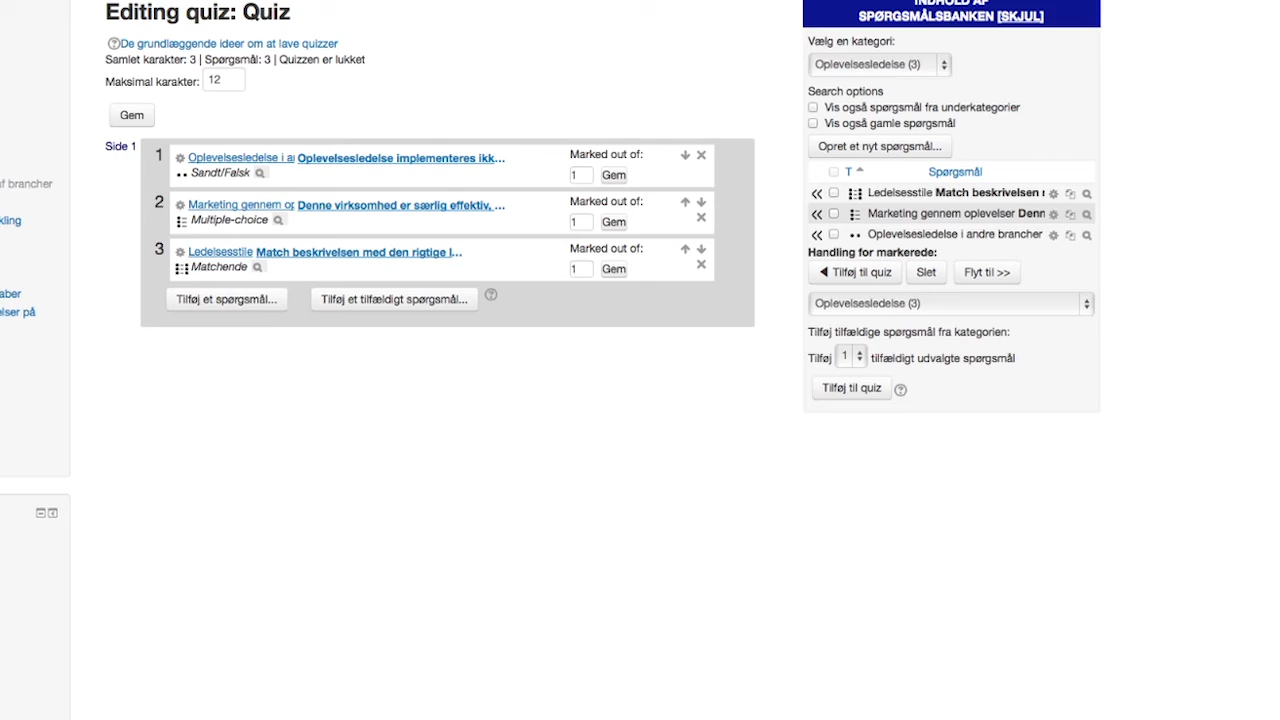 Editing quiz: Quiz
De grundlæggende ideer om at lave quizzer
Samlet karakter: 3 | Spørgsmål: 3 | Quizzen er lukket
Maksimal karakter: 12
Gem
Side 1
1
Oplevelsesledelse i a Oplevelsesledelse implementeres ikk...
Sandt/Falsk
Marked out of:
1 Gem
2
Marketing gennem op Denne virksomhed er særlig effektiv, ...
Multiple-choice
Marked out of:
1 Gem
3
Ledelsesstile Match beskrivelsen med den rigtige l...
Matchende
Marked out of:
1 Gem
Tilføj et spørgsmål... Tilføj et tilfældigt spørgsmål...
af brancher
kling
aber
elser på
INDHOLD AF
SPØRGSMÅLSBANKEN [SKJUL]
Vælg en kategori:
Oplevelsesledelse (3)
Search options
Vis også spørgsmål fra underkategorier
Vis også gamle spørgsmål
Opret et nyt spørgsmål...
T Spørgsmål
Ledelsesstile Match beskrivelsen
Marketing gennem oplevelser Denn
Oplevelsesledelse i andre brancher
Handling for markerede:
Tilføj til quiz Slet Flyt til >>
Oplevelsesledelse (3)
Tilføj tilfældige spørgsmål fra kategorien:
Tilføj 1 tilfældigt udvalgte spørgsmål
Tilføj til quiz